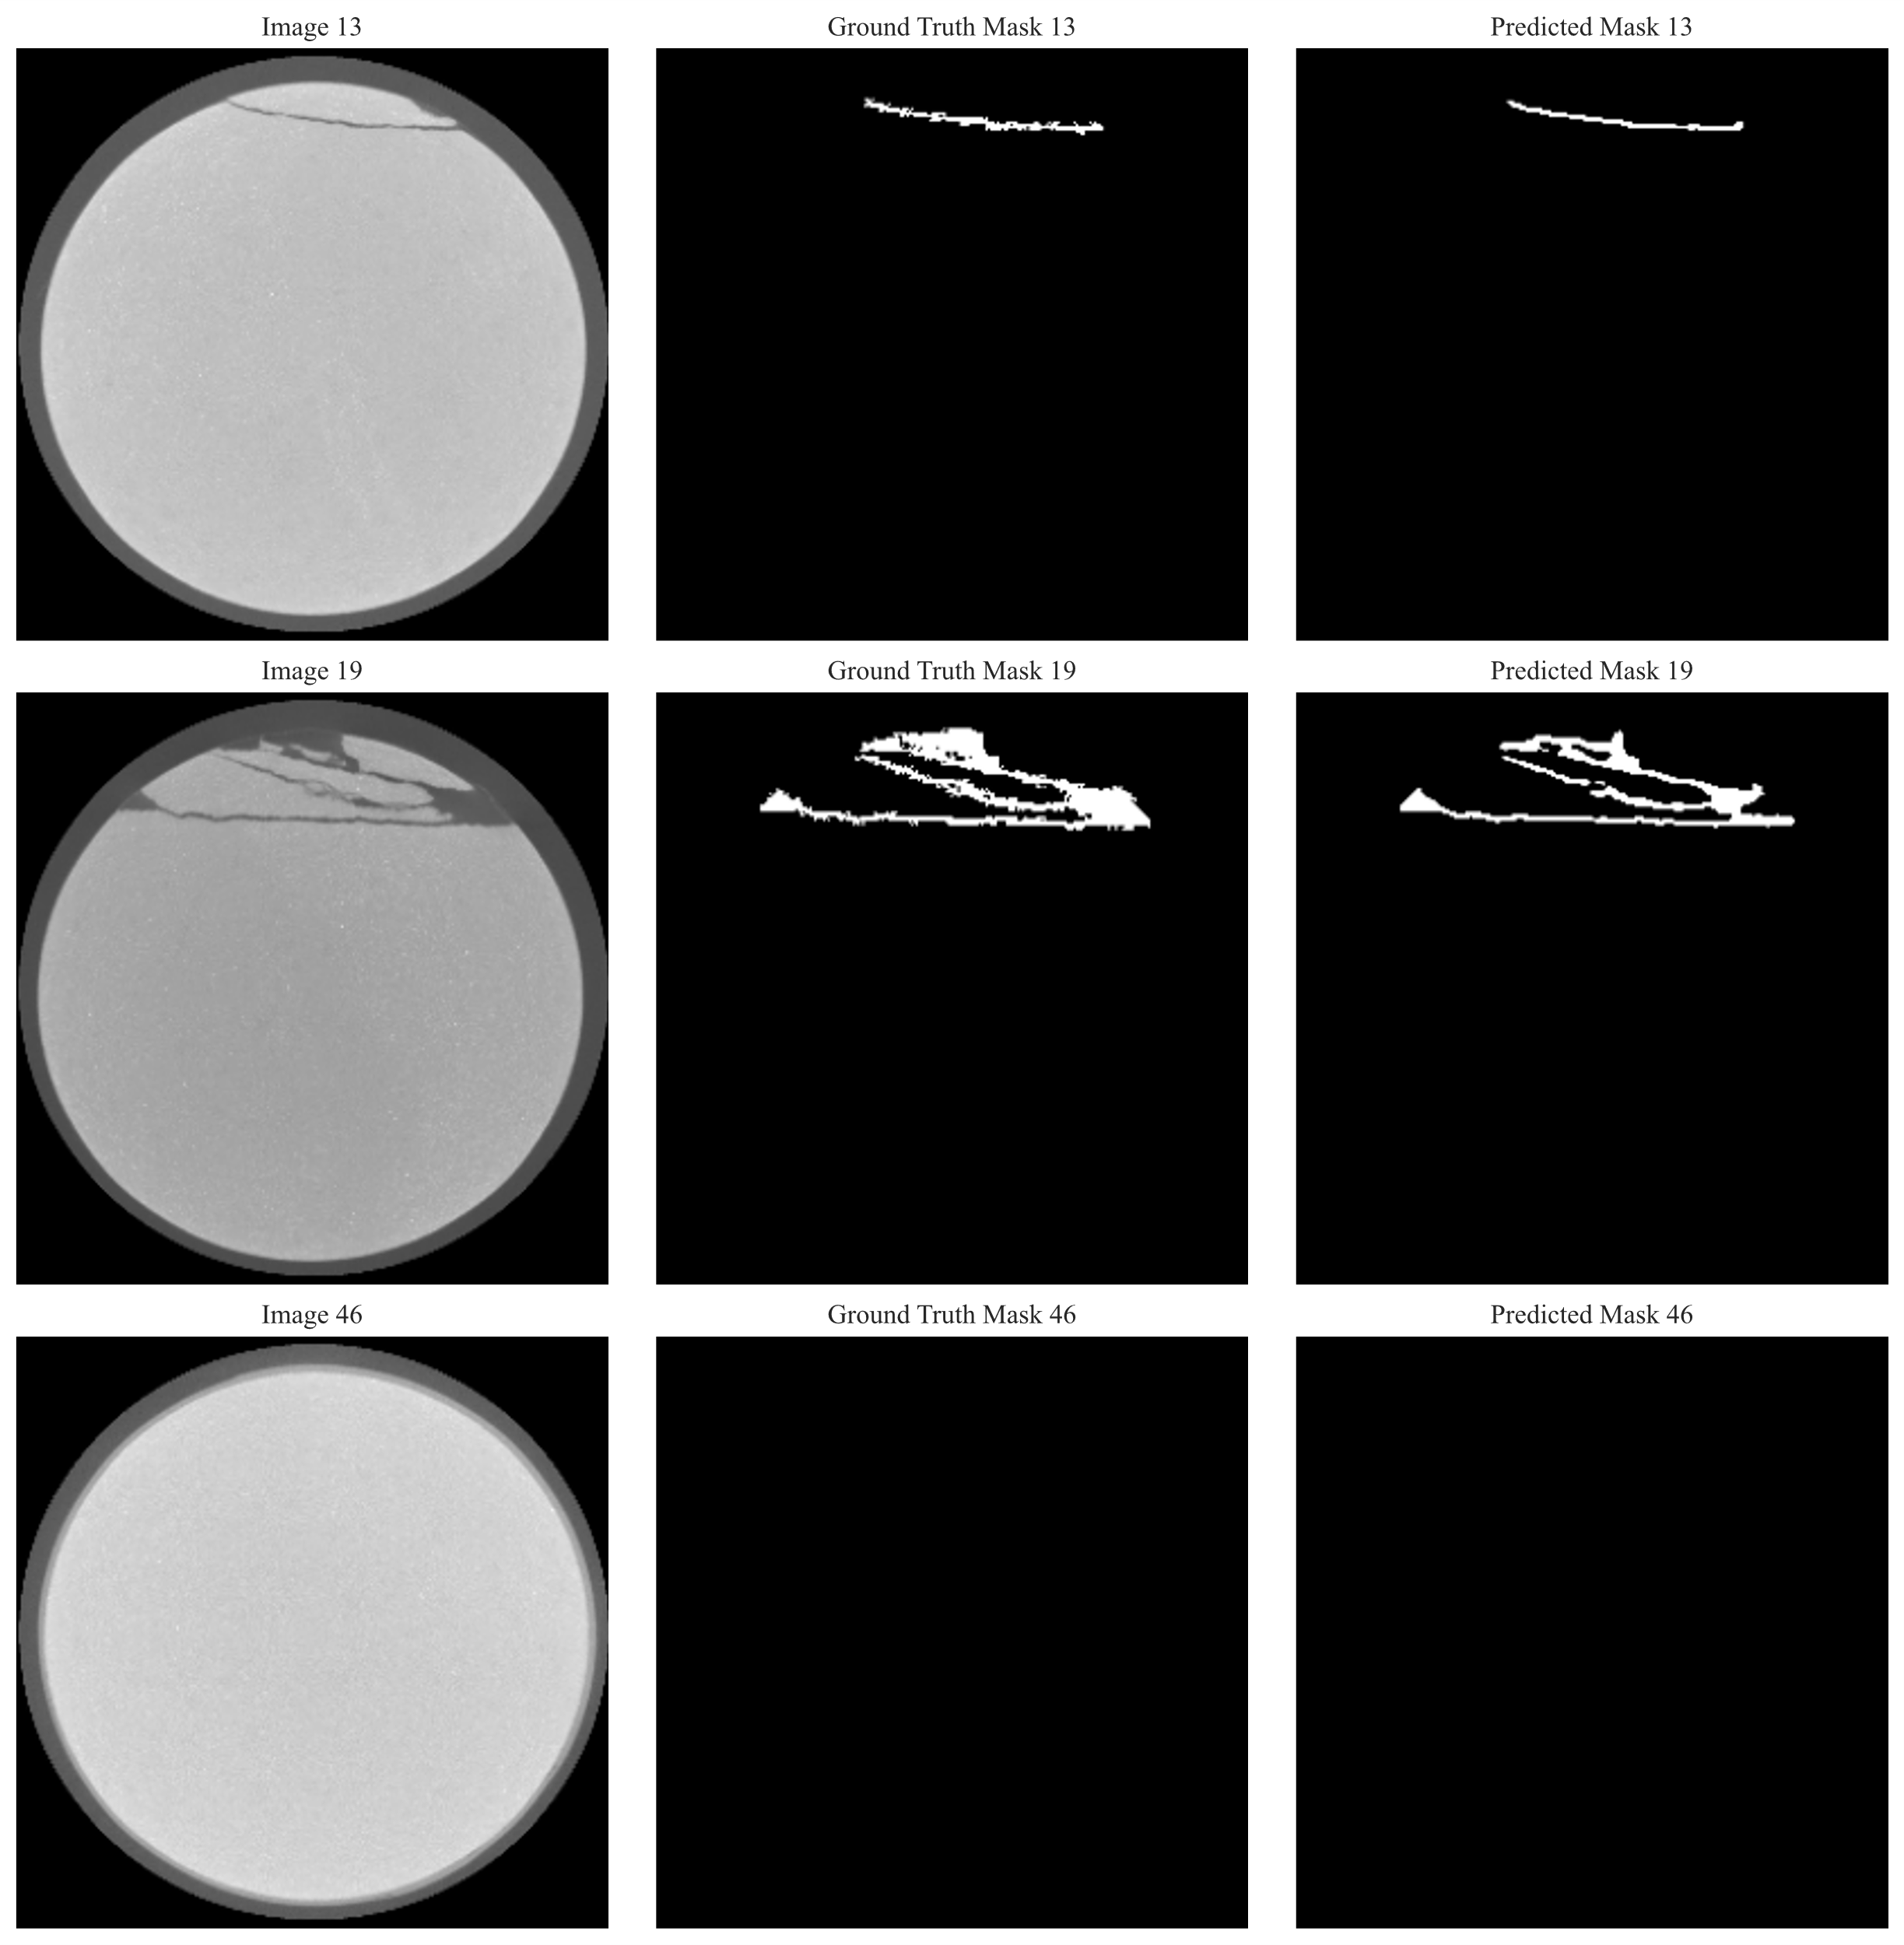 Image 13
Ground Truth Mask 13
Predicted Mask 13
Image 19
Ground Truth Mask 19
Predicted Mask 19
Image 46
Ground Truth Mask 46
Predicted Mask 46